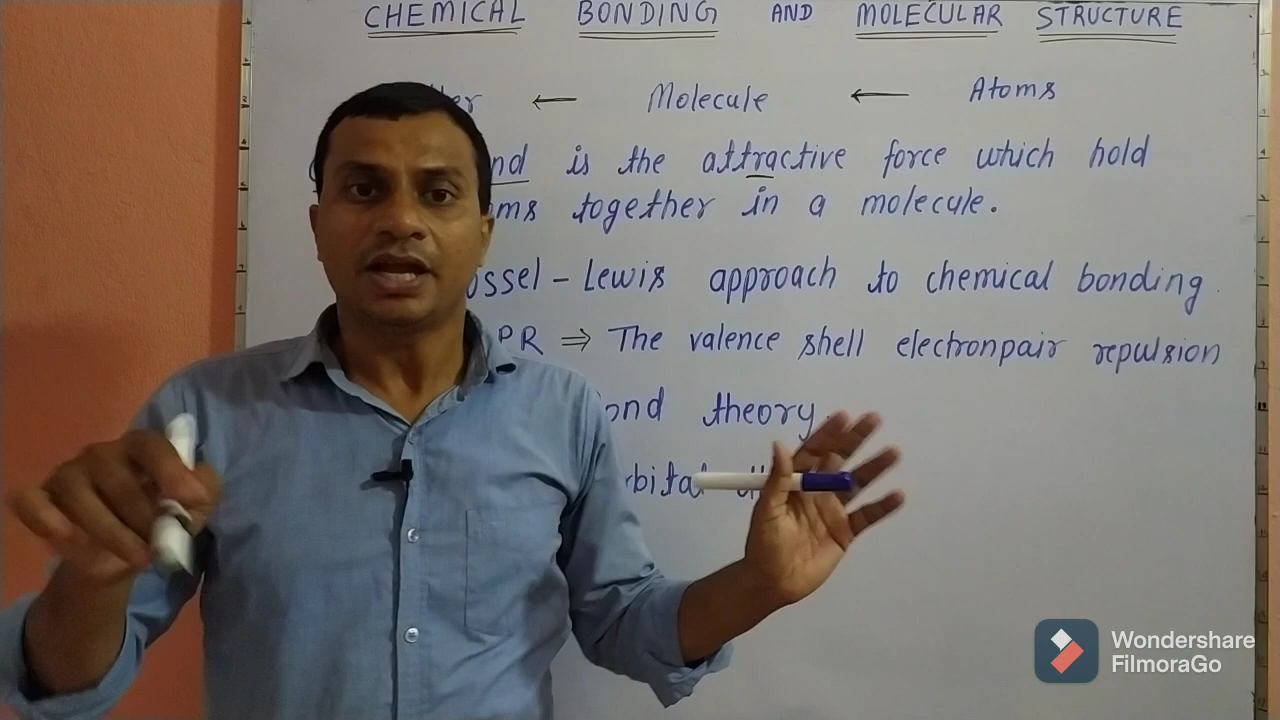 CHEMICAL BONDING AND MOLECULAR STRUCTURE
← Molecule ← Atoms
is the attractive force which hold
together in a molecule.
Lewis approach to chemical bonding.
PR ⇒ The valence shell electronpair repulsion
theory.
Wondershare
FilmoraGo